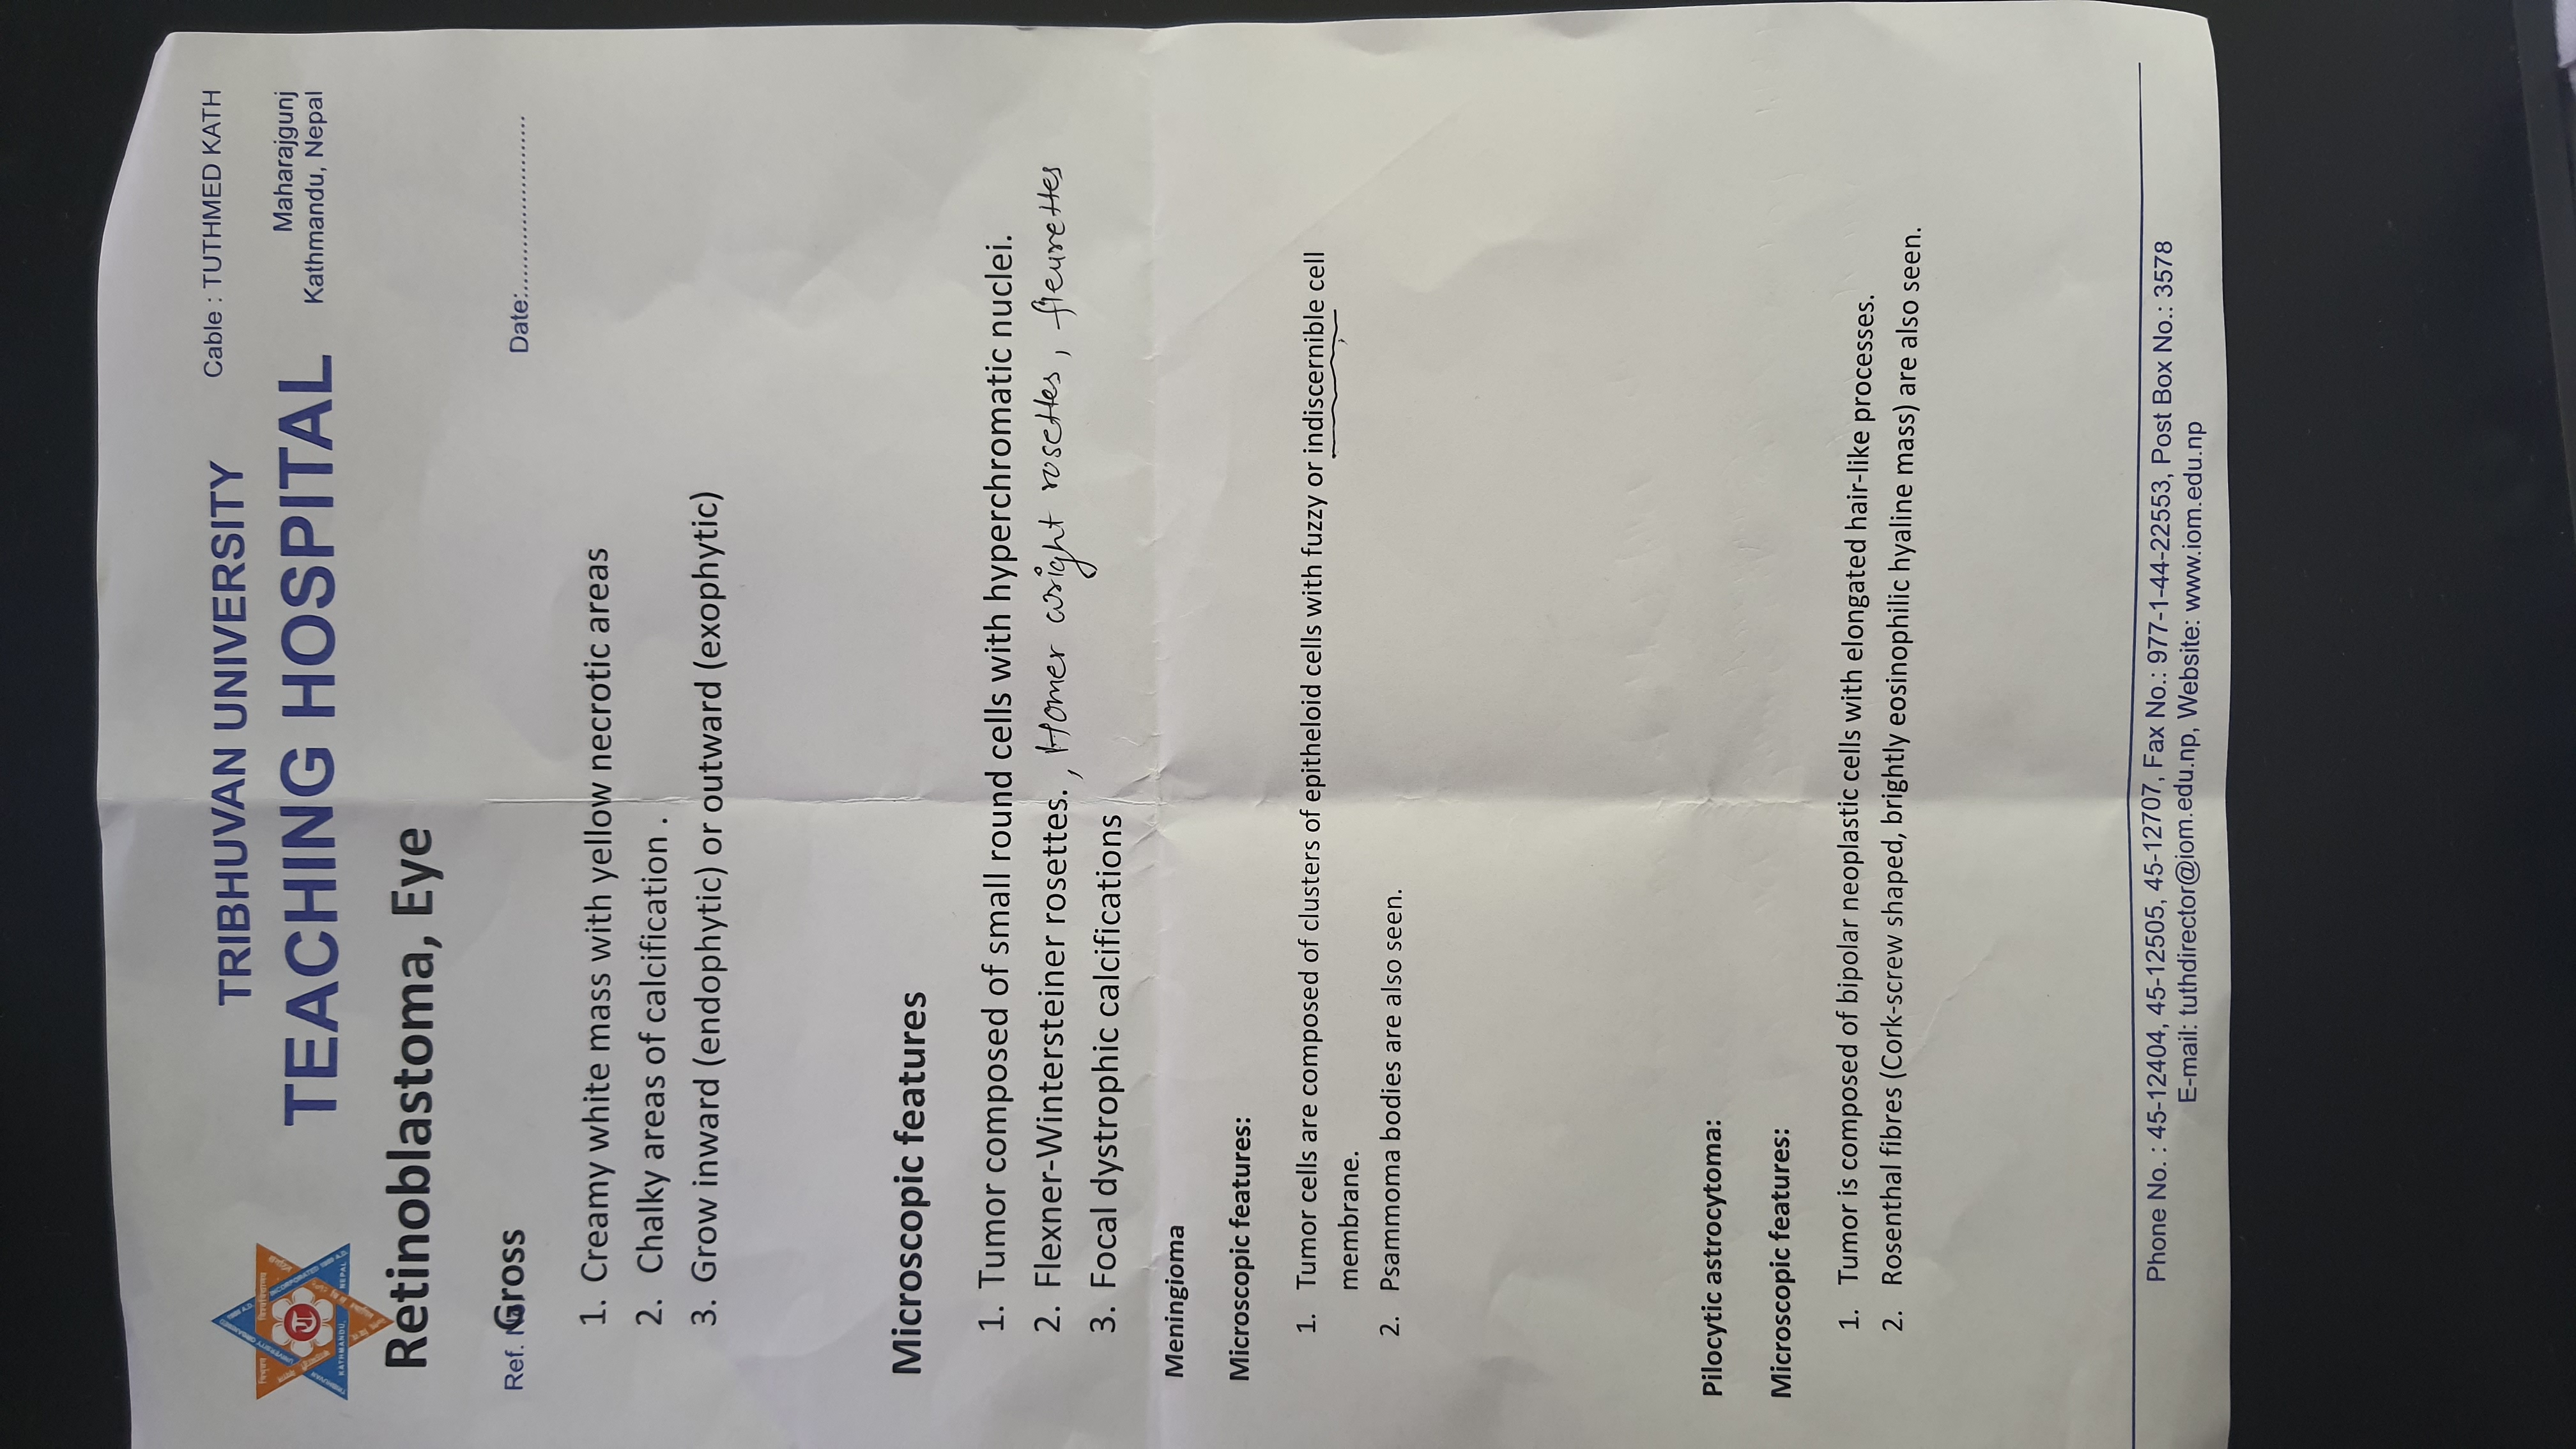 TRIBHUVAN UNIVERSITY
TEACHING HOSPITAL
Cable : TUTHMED KATH
Maharajgunj
Kathmandu, Nepal
KATHMANDU, NEPAL
Retinoblastoma, Eye
Ref. No
Gross
Date:........................
1. Creamy white mass with yellow necrotic areas
2. Chalky areas of calcification .
3. Grow inward (endophytic) or outward (exophytic)
Microscopic features
1. Tumor composed of small round cells with hyperchromatic nuclei.
2. Flexner-Wintersteiner rosettes. , Homer wright rosettes, fleurettes
3. Focal dystrophic calcifications
Meningioma
Microscopic features:
1. Tumor cells are composed of clusters of epitheloid cells with fuzzy or indiscernible cell
membrane.
2. Psammoma bodies are also seen.
Pilocytic astrocytoma:
Microscopic features:
1. Tumor is composed of bipolar neoplastic cells with elongated hair-like processes.
2. Rosenthal fibres (Cork-screw shaped, brightly eosinophilic hyaline mass) are also seen.
Phone No. : 45-12404, 45-12505, 45-12707, Fax No.: 977-1-44-22553, Post Box No.: 3578
E-mail: tuthdirector@iom.edu.np, Website: www.iom.edu.np